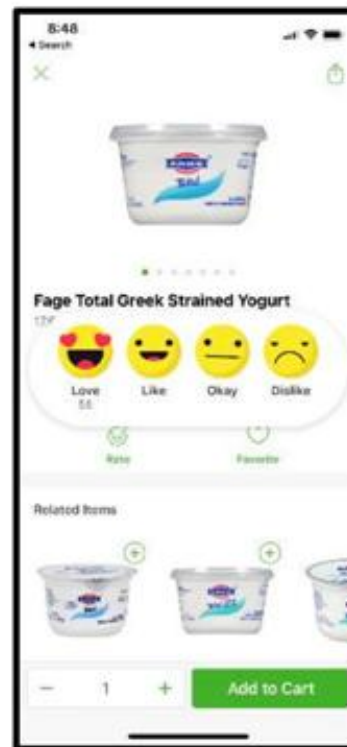 8:48
Search
FAGE
Fage Total Greek Strained Yogurt
Love
Like
Okay
Dislike
Rate
Favorite
Related Items
1
Add to Cart